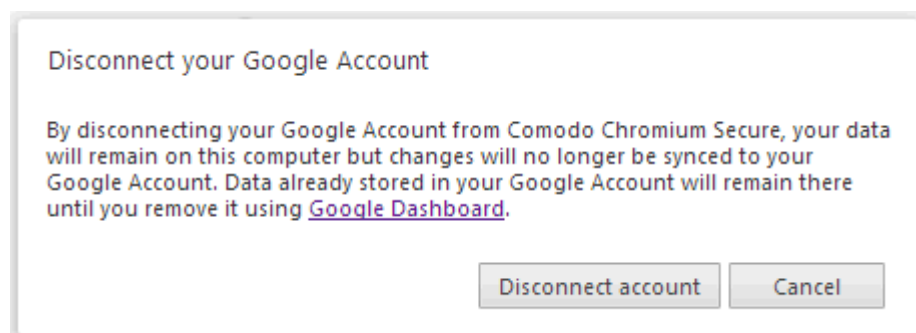 Disconnect your Google Account
By disconnecting your Google Account from Comodo Chromium Secure, your data
will remain on this computer but changes will no longer be synced to your
Google Account. Data already stored in your Google Account will remain there
until you remove it using Google Dashboard.
Disconnect account Cancel